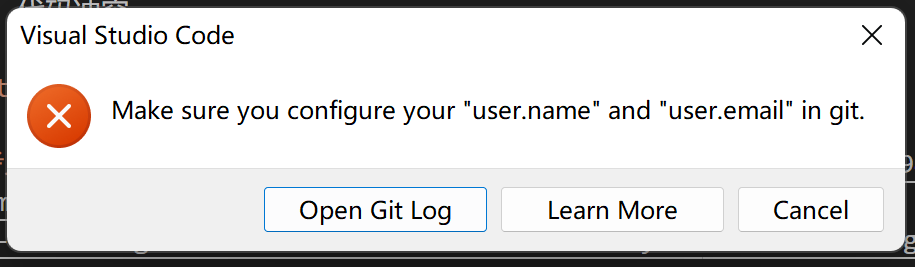 Visual Studio Code
Make sure you configure your "user.name" and "user.email" in git.
Open Git Log
Learn More
Cancel